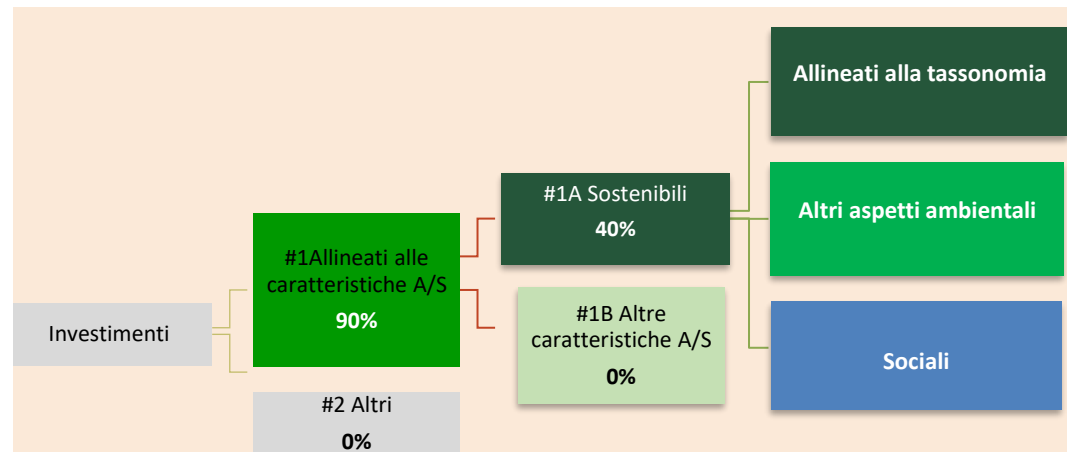 Investimenti
#1Allineati alle
caratteristiche A/S
90%
#2 Altri
0%
#1A Sostenibili
40%
#1B Altre
caratteristiche A/S
0%
Allineati alla tassonomia
Altri aspetti ambientali
Sociali